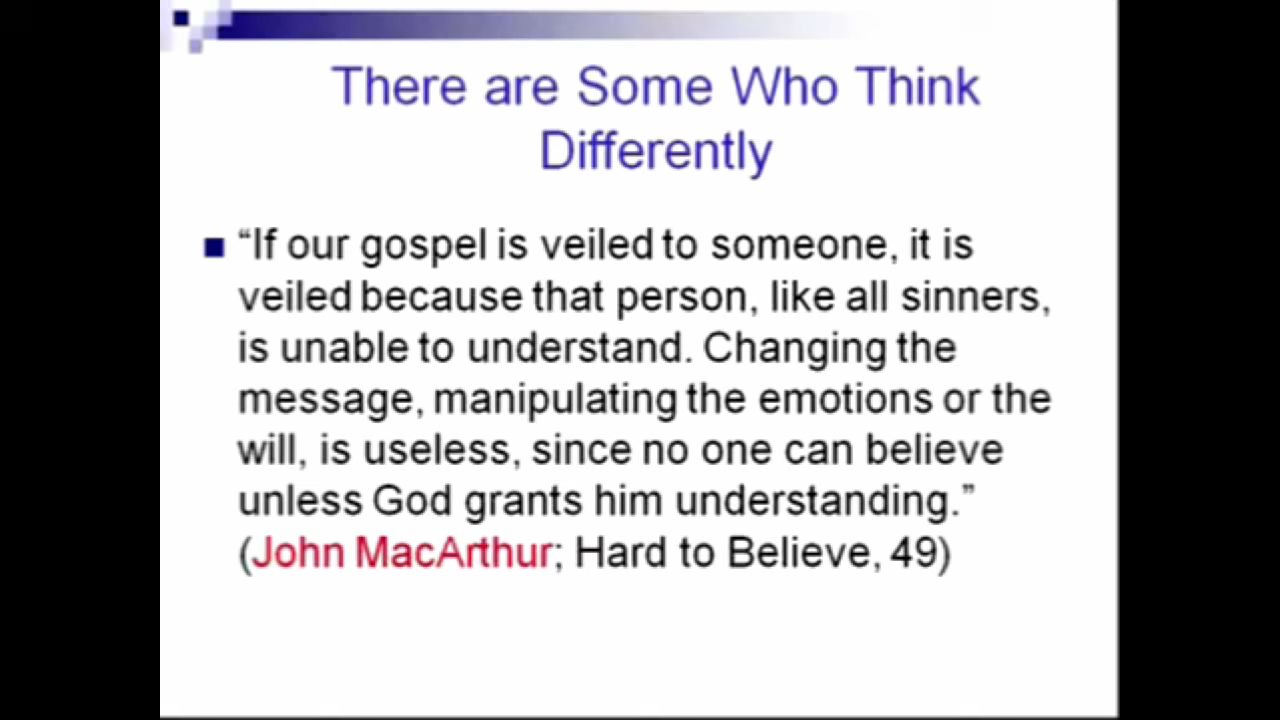 There are Some Who Think
Differently
“If our gospel is veiled to someone, it is
veiled because that person, like all sinners,
is unable to understand. Changing the
message, manipulating the emotions or the
will, is useless, since no one can believe
unless God grants him understanding.”
(John MacArthur; Hard to Believe, 49)